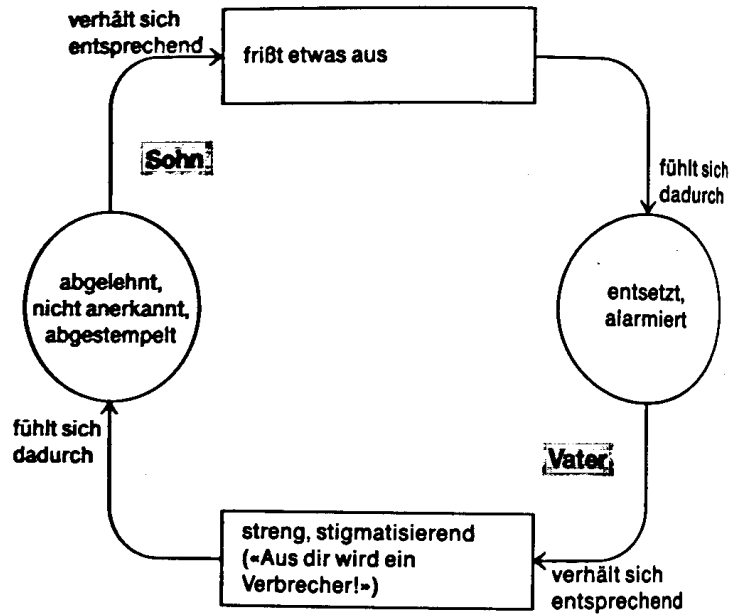 verhält sich
entsprechend
frißt etwas aus
Sohn
fühlt sich
dadurch
abgelehnt,
nicht anerkannt,
abgestempelt
entsetzt,
alarmiert
fühlt sich
dadurch
Vater
streng, stigmatisierend
(«Aus dir wird ein
Verbrecher!»)
verhält sich
entsprechend